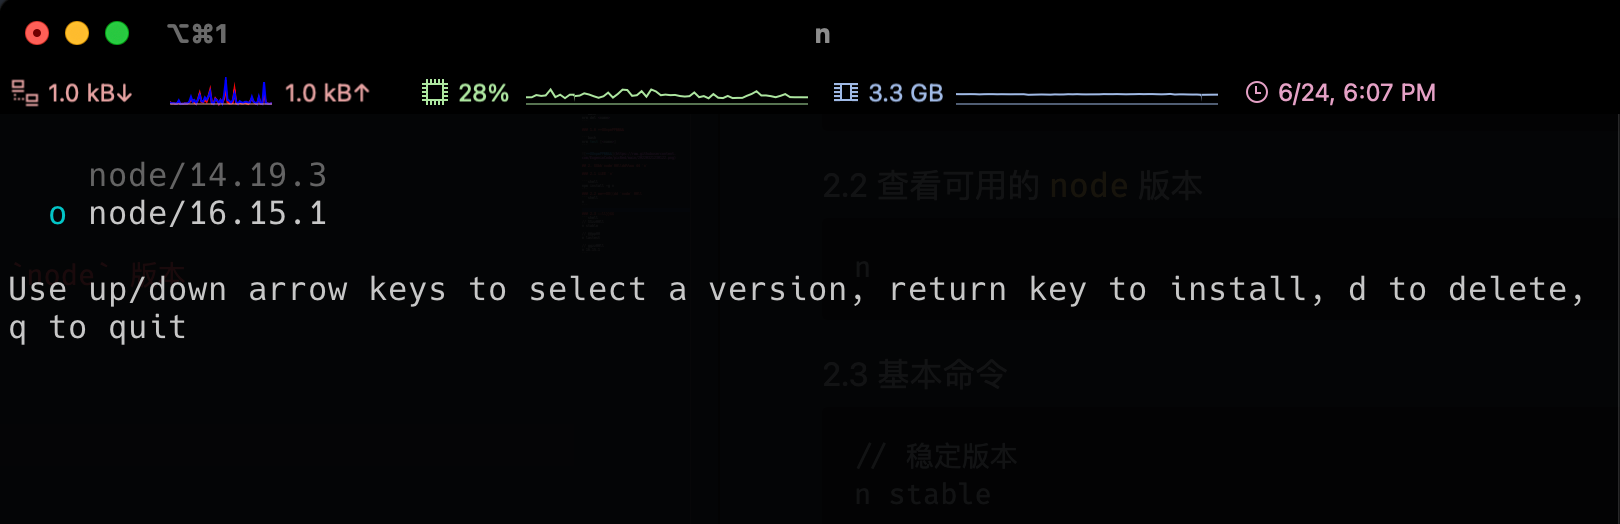 ⌥⌘1
n
1.0 kB↓ 1.0 kB↑ 28% 3.3 GB 6/24, 6:07 PM
node/14.19.3
o node/16.15.1
Use up/down arrow keys to select a version, return key to install, d to delete,
q to quit
`node` 版本
2.2 查看可用的 node 版本
n
2.3 基本命令
// 稳定版本
n stable